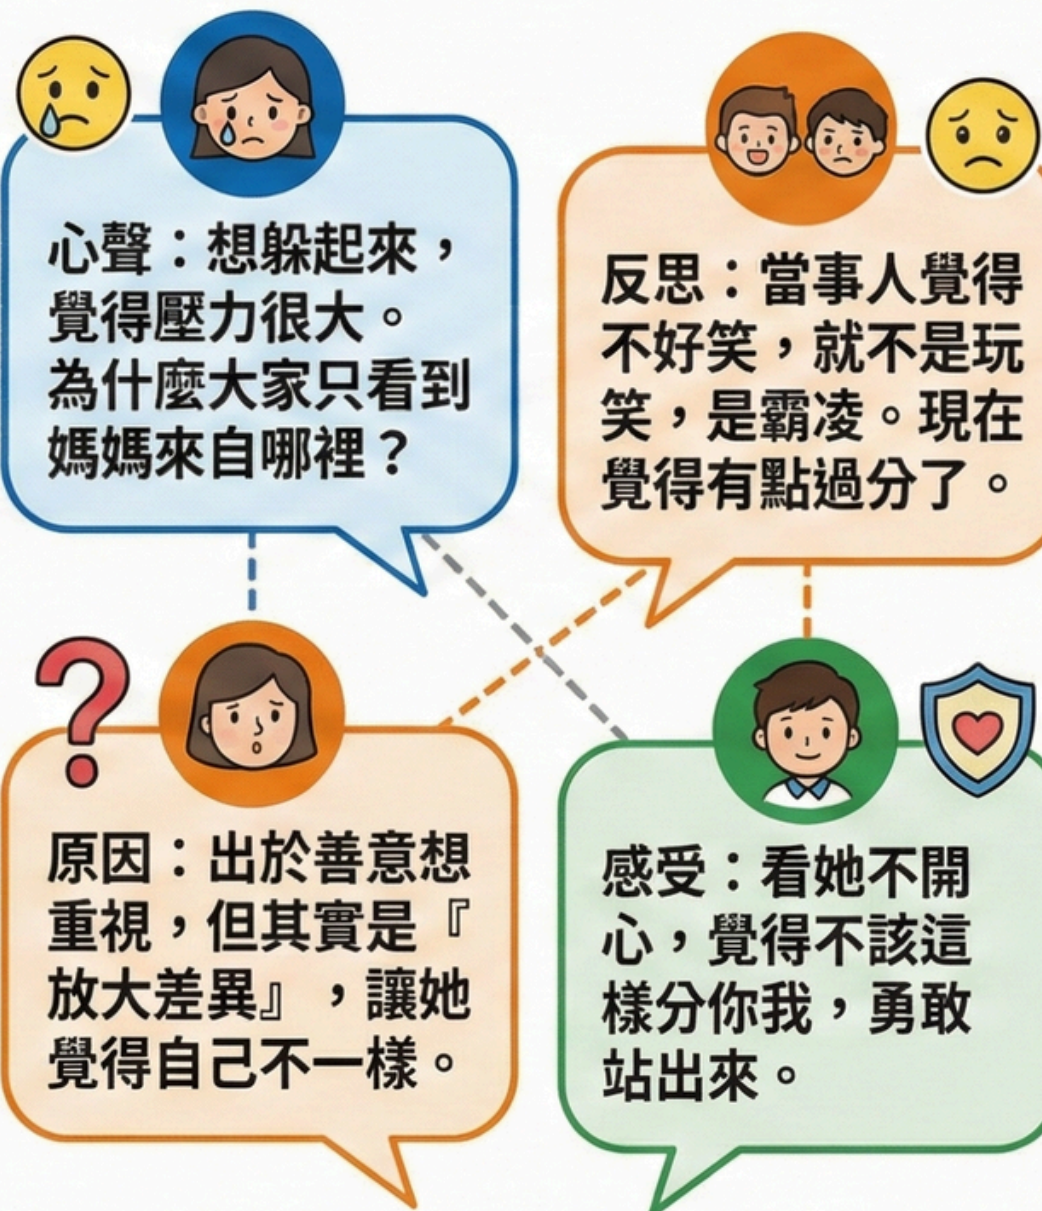 心聲：想躲起來，
覺得壓力很大。
為什麼大家只看到
媽媽來自哪裡？
反思：當事人覺得
不好笑，就不是玩
笑，是霸凌。現在
覺得有點過分了。
原因：出於善意想
重視，但其實是『
放大差異』，讓她
覺得自己不一樣。
感受：看她不開
心，覺得不該這
樣分你我，勇敢
站出來。